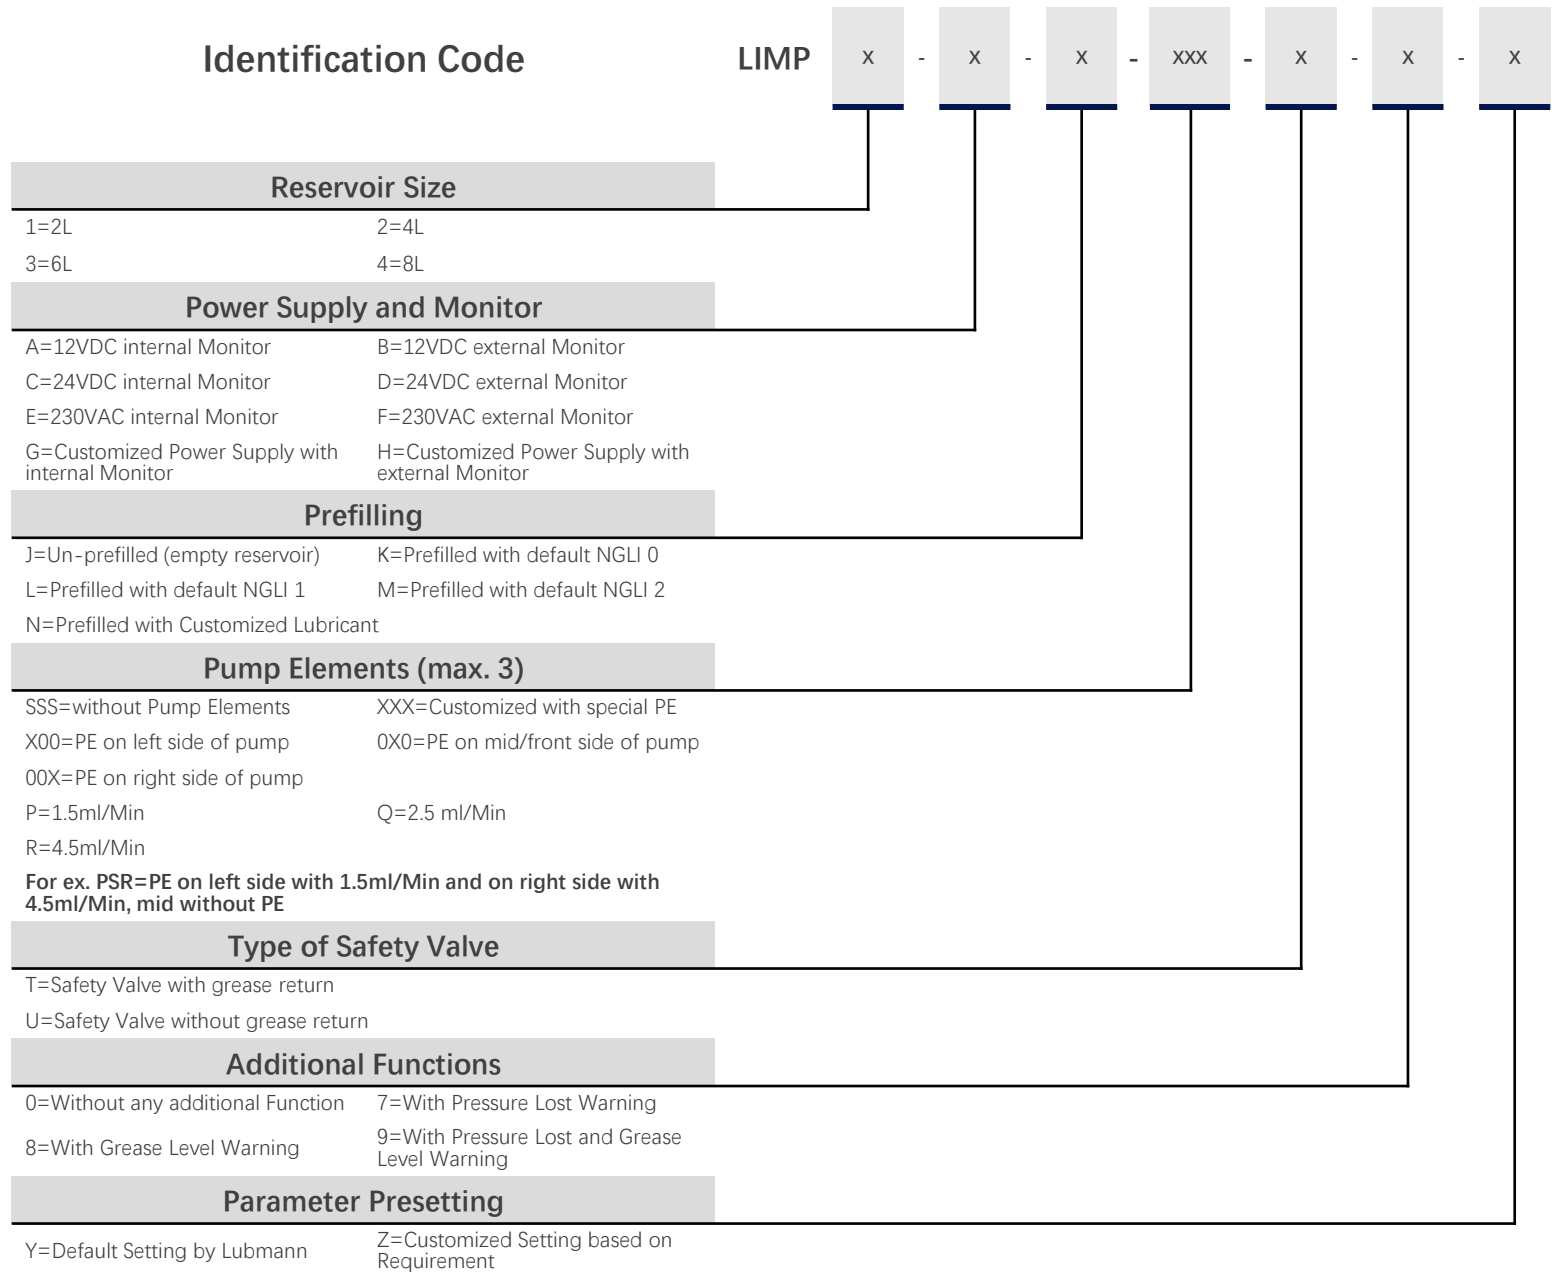 Identification Code LIMP x - x - x - xxx - x - x - x
Reservoir Size
1=2L 2=4L
3=6L 4=8L
Power Supply and Monitor
A=12VDC internal Monitor B=12VDC external Monitor
C=24VDC internal Monitor D=24VDC external Monitor
E=230VAC internal Monitor F=230VAC external Monitor
G=Customized Power Supply with
internal Monitor
H=Customized Power Supply with
external Monitor
Prefilling
J=Un-prefilled (empty reservoir) K=Prefilled with default NGLI 0
L=Prefilled with default NGLI 1 M=Prefilled with default NGLI 2
N=Prefilled with Customized Lubricant
Pump Elements (max. 3)
SSS=without Pump Elements XXX=Customized with special PE
X00=PE on left side of pump 0X0=PE on mid/front side of pump
00X=PE on right side of pump
P=1.5ml/Min Q=2.5 ml/Min
R=4.5ml/Min
For ex. PSR=PE on left side with 1.5ml/Min and on right side with
4.5ml/Min, mid without PE
Type of Safety Valve
T=Safety Valve with grease return
U=Safety Valve without grease return
Additional Functions
0=Without any additional Function 7=With Pressure Lost Warning
8=With Grease Level Warning
9=With Pressure Lost and Grease
Level Warning
Parameter Presetting
Y=Default Setting by Lubmann
Z=Customized Setting based on
Requirement